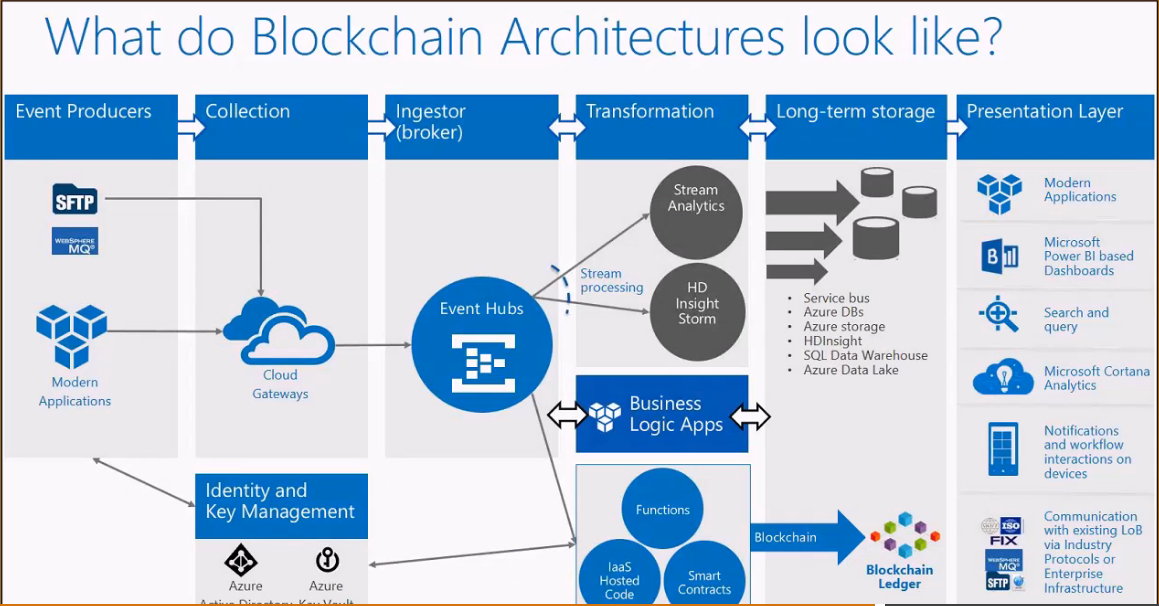 What do Blockchain Architectures look like?
Event Producers
Collection
Ingestor
(broker)
Transformation
Long-term storage
Presentation Layer
SFTP
WEBSPHERE
MQ
Modern
Applications
Cloud
Gateways
Event Hubs
Stream
processing
Stream
Analytics
HD
Insight
Storm
Business
Logic Apps
• Service bus
• Azure DBs
• Azure storage
• HDInsight
• SQL Data Warehouse
• Azure Data Lake
Modern
Applications
Microsoft
Power BI based
Dashboards
Search and
query
Microsoft Cortana
Analytics
Notifications
and workflow
interactions on
devices
Communication
with existing LoB
via Industry
Protocols or
Enterprise
Infrastructure
ISO
FIX
WEBSPHERE
MQ
SFTP
Identity and
Key Management
Azure
Active Directory
Azure
Key Vault
Functions
IaaS
Hosted
Code
Smart
Contracts
Blockchain
Blockchain
Ledger